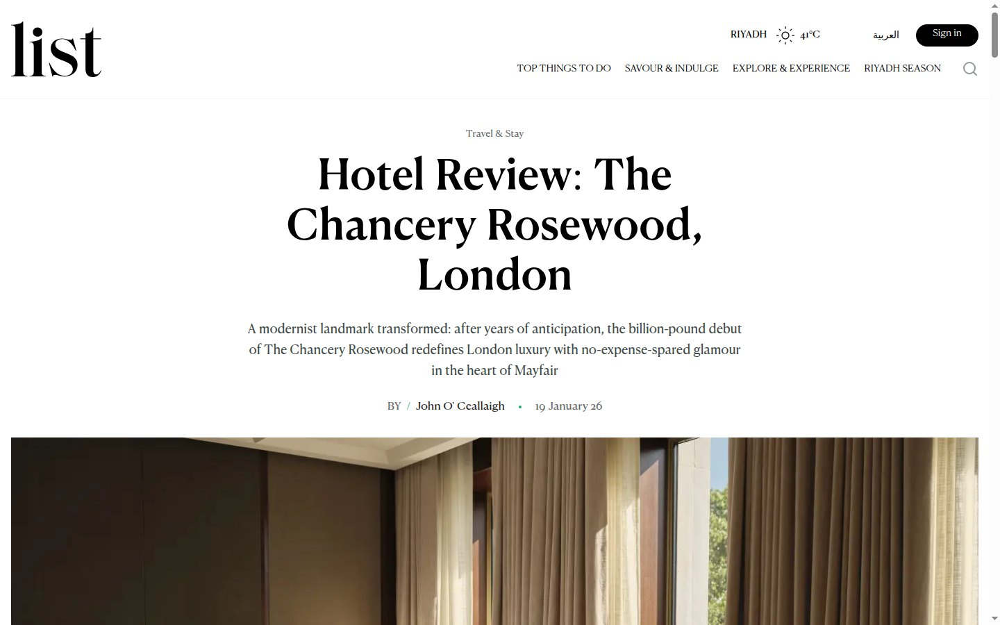 list
RIYADH 41°C العربية Sign in
TOP THINGS TO DO SAVOUR & INDULGE EXPLORE & EXPERIENCE RIYADH SEASON
Travel & Stay
Hotel Review: The
Chancery Rosewood,
London
A modernist landmark transformed: after years of anticipation, the billion-pound debut
of The Chancery Rosewood redefines London luxury with no-expense-spared glamour
in the heart of Mayfair
BY / John O' Ceallaigh • 19 January 26